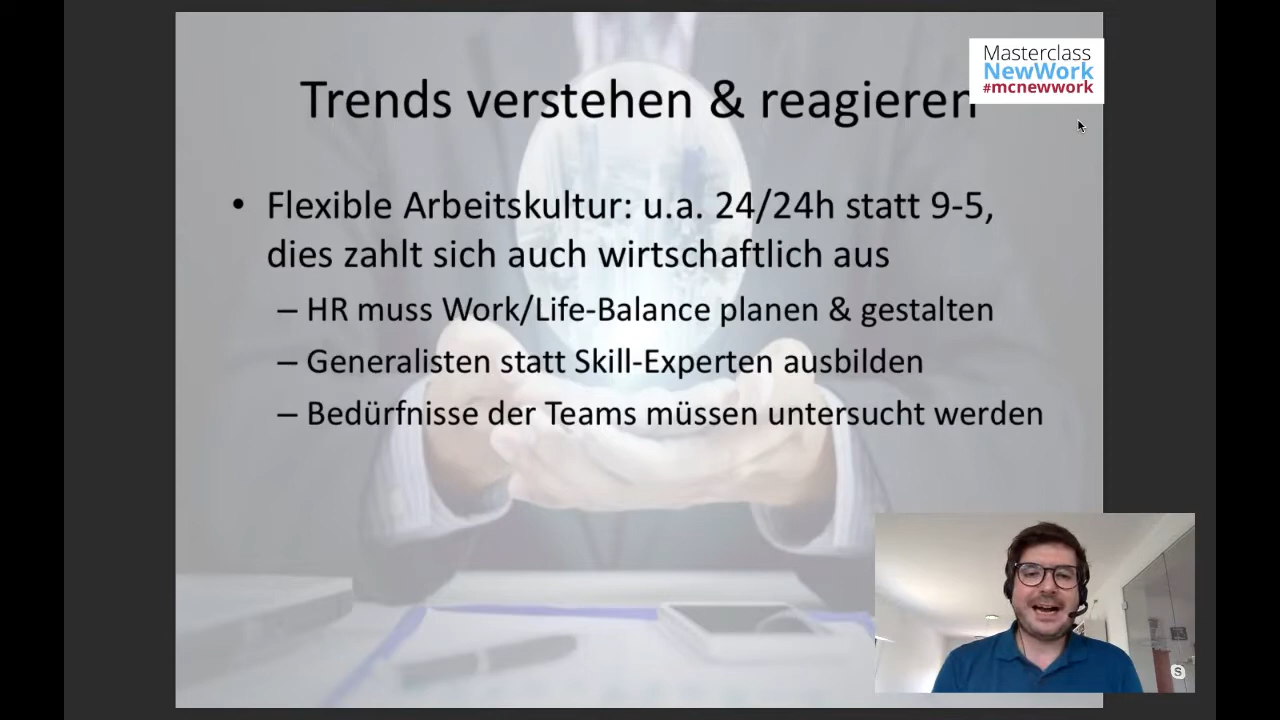 Masterclass
NewWork
#mcnewwork
Trends verstehen & reagieren
• Flexible Arbeitskultur: u.a. 24/24h statt 9-5,
dies zahlt sich auch wirtschaftlich aus
– HR muss Work/Life-Balance planen & gestalten
– Generalisten statt Skill-Experten ausbilden
– Bedürfnisse der Teams müssen untersucht werden